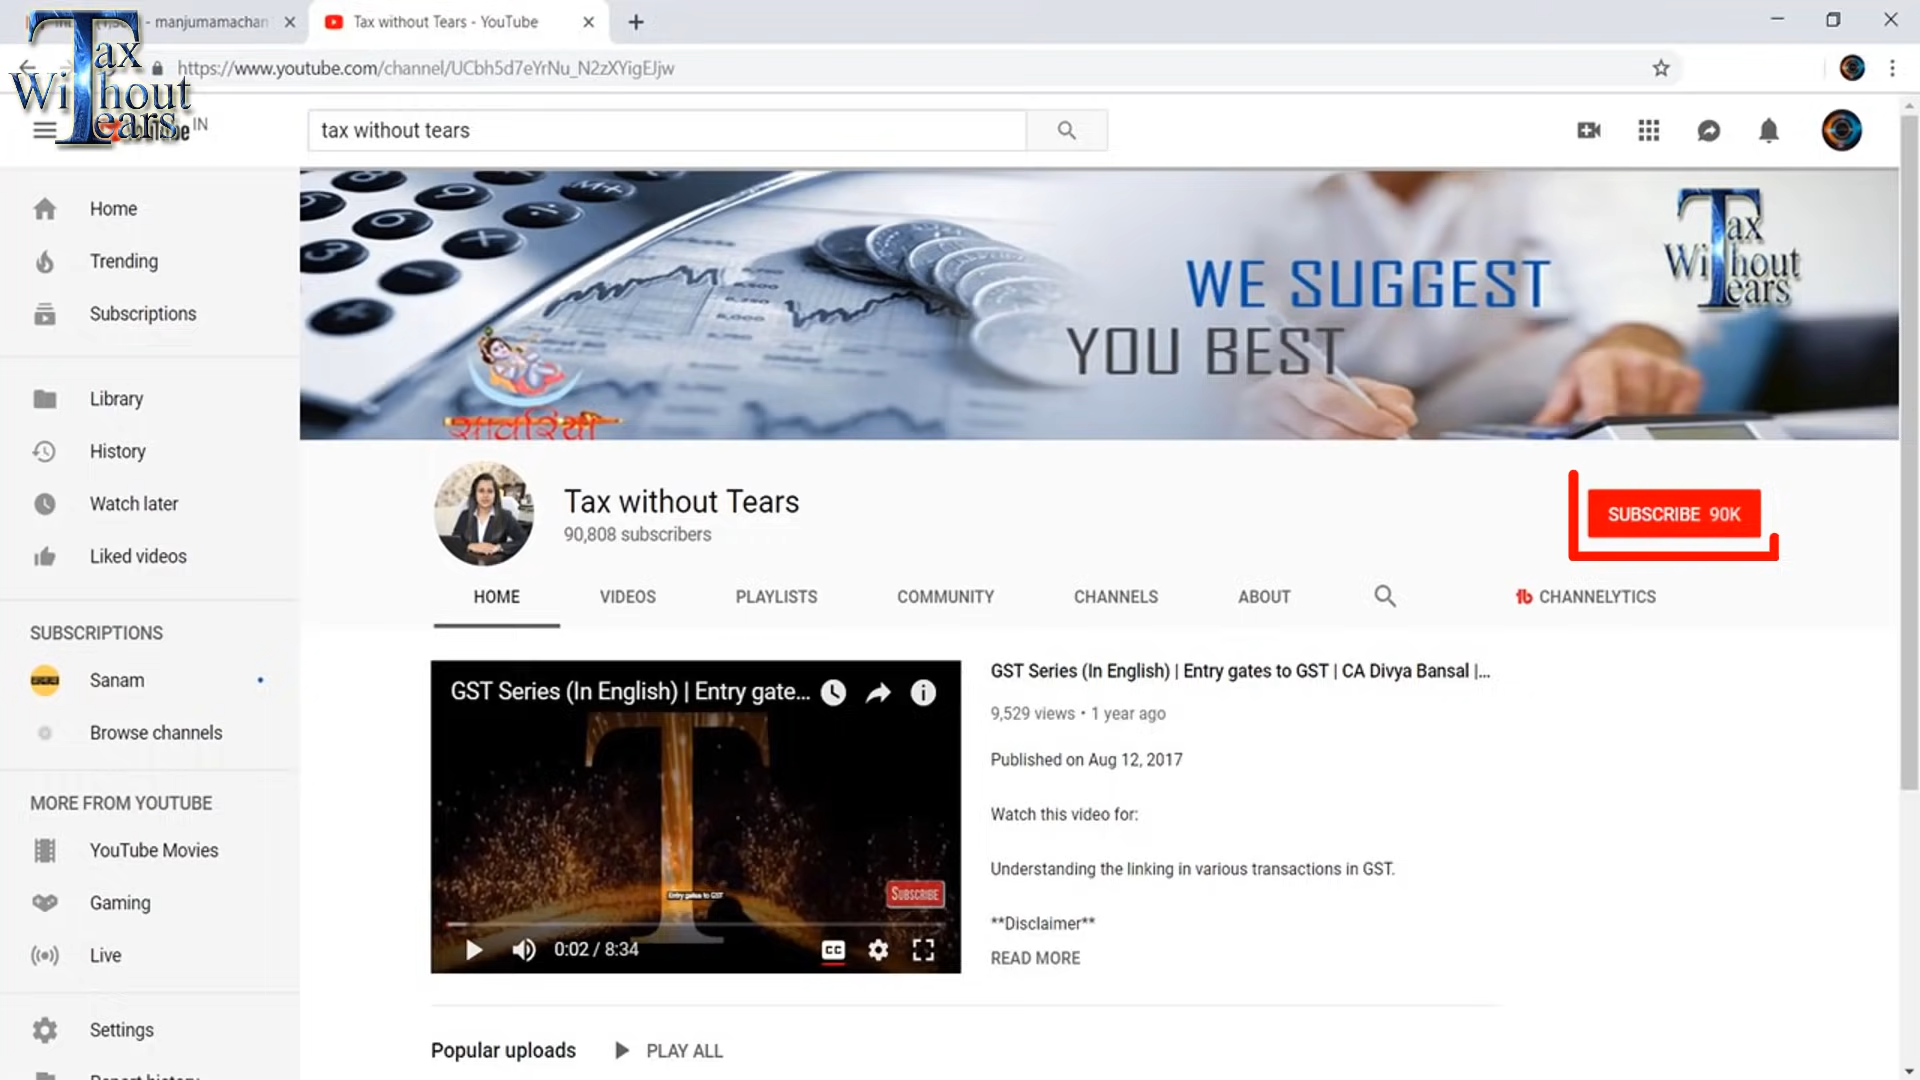 manjumamachan
Tax without Tears - YouTube
https://www.youtube.com/channel/UCbh5d7eYrNu_N2zXYigEJjw
Tax
Without
Tears
IN
tax without tears
Home
Trending
Subscriptions
Library
History
Watch later
Liked videos
SUBSCRIPTIONS
Sanam
Browse channels
MORE FROM YOUTUBE
YouTube Movies
Gaming
Live
Settings
Report history
WE SUGGEST
YOU BEST
Tax
Without
Tears
सावरिया
Tax without Tears
90,808 subscribers
SUBSCRIBE 90K
HOME
VIDEOS
PLAYLISTS
COMMUNITY
CHANNELS
ABOUT
CHANNELYTICS
GST Series (In English) | Entry gate...
Entry gates to GST
SUBSCRIBE
0:02 / 8:34
CC
GST Series (In English) | Entry gates to GST | CA Divya Bansal |...
9,529 views • 1 year ago
Published on Aug 12, 2017
Watch this video for:
Understanding the linking in various transactions in GST.
**Disclaimer**
READ MORE
Popular uploads
PLAY ALL